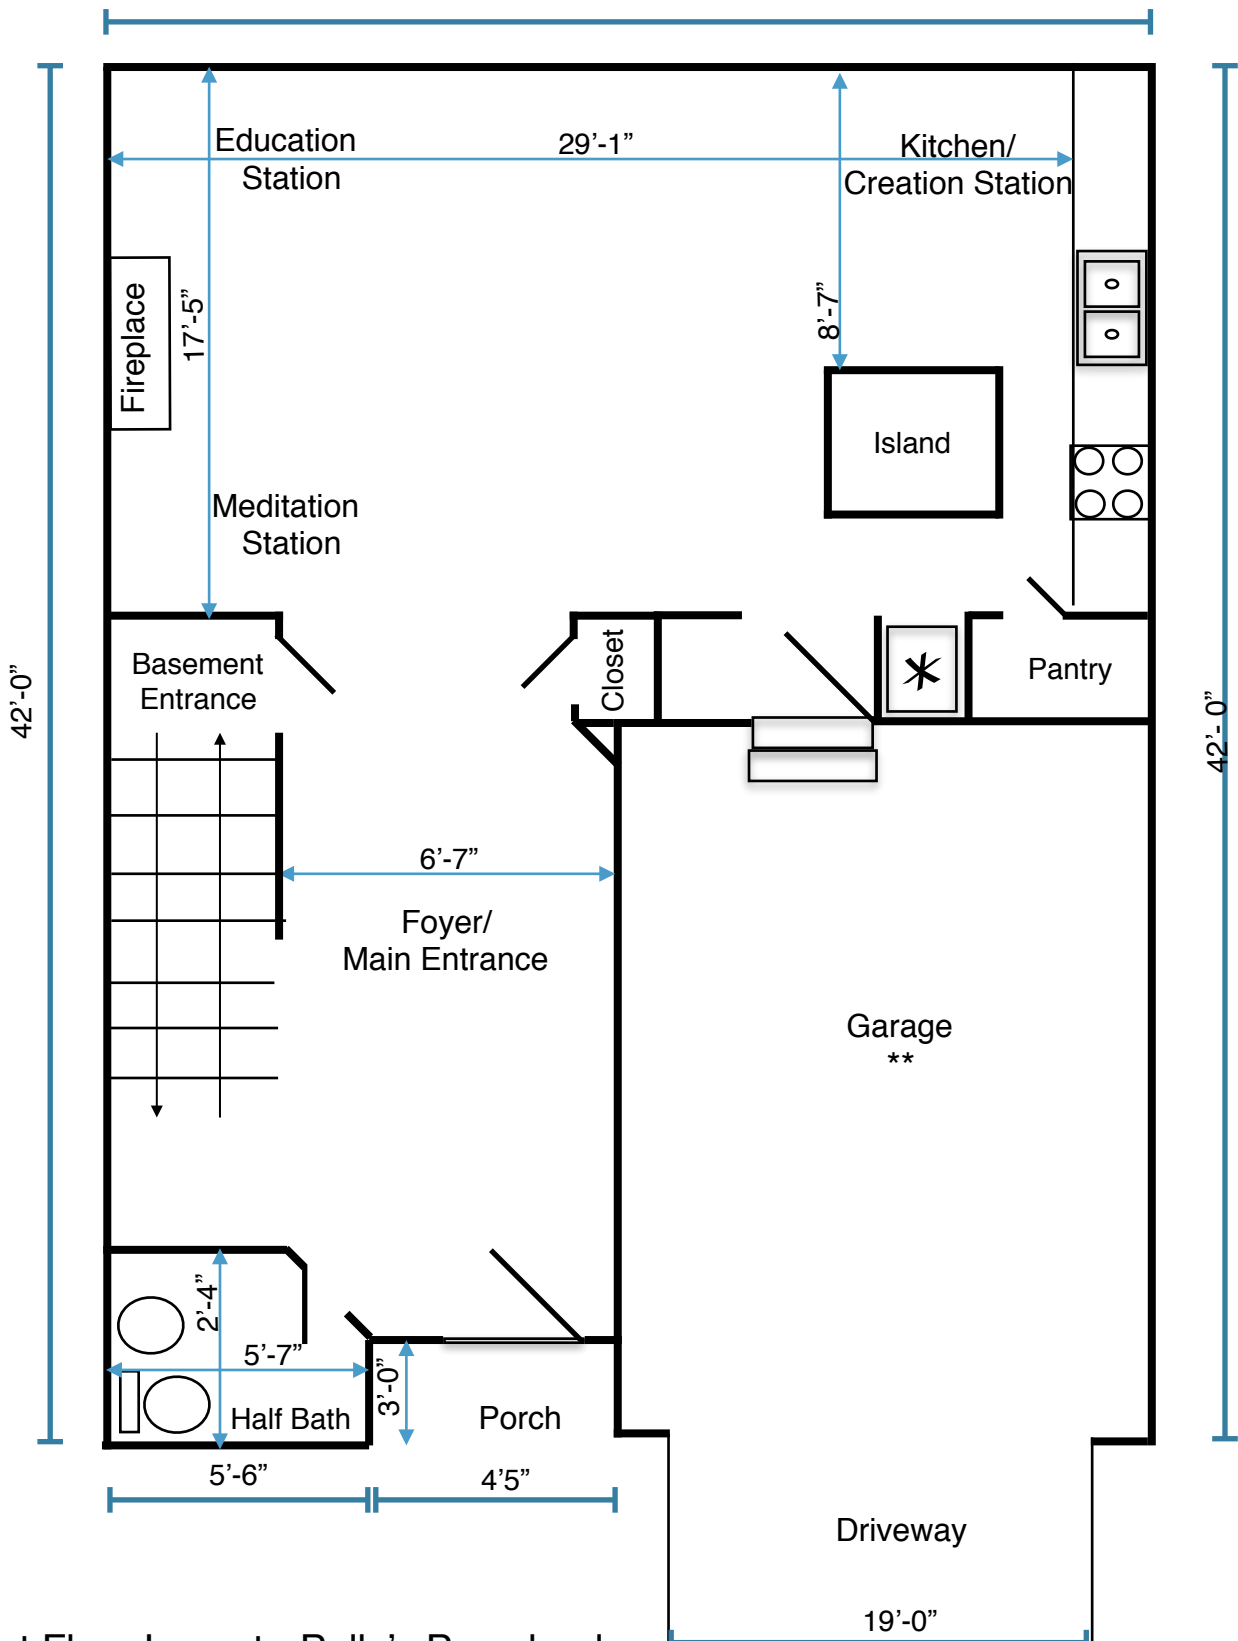 Education
Station
29’-1”
Kitchen/
Creation Station
Fireplace
17’-5”
8’-7”
Island
Meditation
Station
Basement
Entrance
Closet
Pantry
42’-0”
42’- 0”
6’-7”
Foyer/
Main Entrance
Garage
**
2’-4”
5’-7”
3’-0”
Half Bath
Porch
5’-6”
4’5”
Driveway
19’-0”